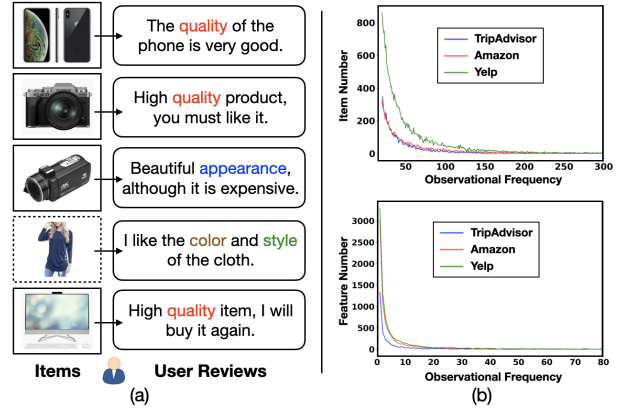 The quality of the
phone is very good.
High quality product,
you must like it.
Beautiful appearance,
although it is expensive.
I like the color and style
of the cloth.
High quality item, I will
buy it again.
Items
User Reviews
(a)
Item Number
800
600
400
200
0
TripAdvisor
Amazon
Yelp
50 100 150 200 250 300
Observational Frequency
Feature Number
3000
2500
2000
1500
1000
500
0
TripAdvisor
Amazon
Yelp
0 10 20 30 40 50 60 70 80
Observational Frequency
(b)